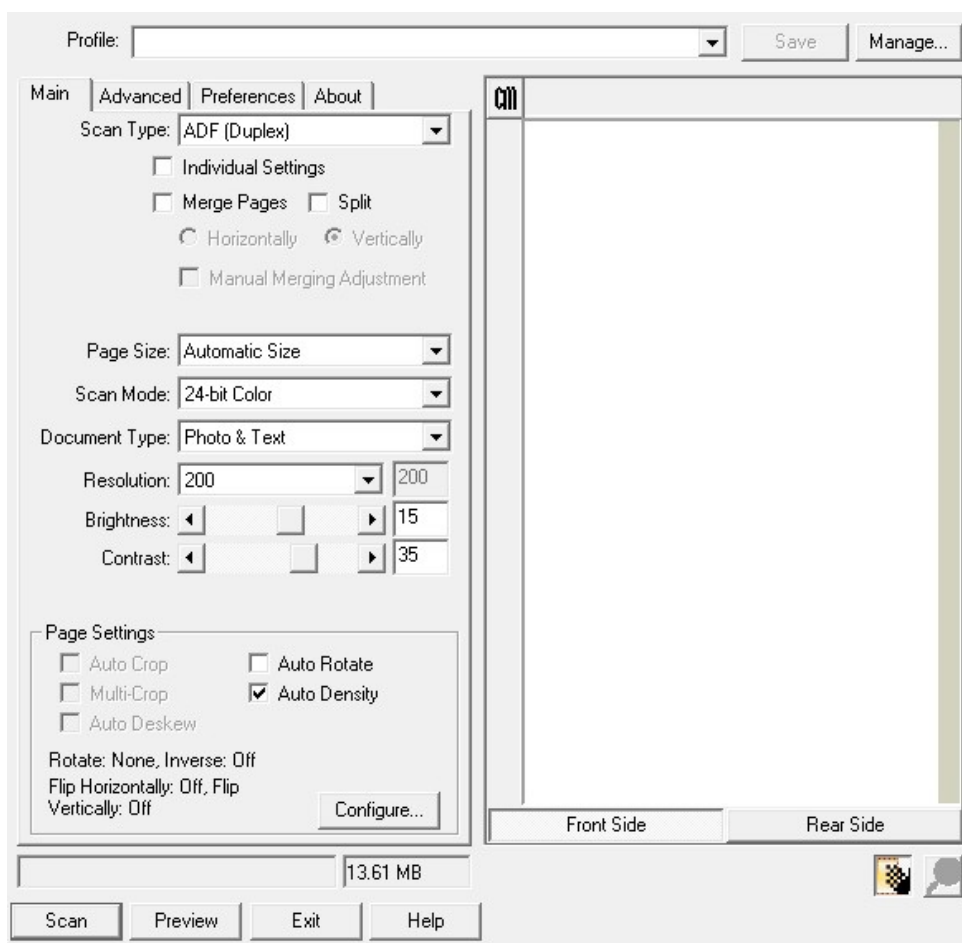 Profile: Save Manage...
Main Advanced Preferences About cm
Scan Type: ADF (Duplex)
Individual Settings
Merge Pages Split
Horizontally Vertically
Manual Merging Adjustment
Page Size: Automatic Size
Scan Mode: 24-bit Color
Document Type: Photo & Text
Resolution: 200 200
Brightness: 15
Contrast: 35
Page Settings
Auto Crop Auto Rotate
Multi-Crop Auto Density
Auto Deskew
Rotate: None, Inverse: Off
Flip Horizontally: Off, Flip
Vertically: Off
Configure...
Front Side Rear Side
13.61 MB
Scan Preview Exit Help